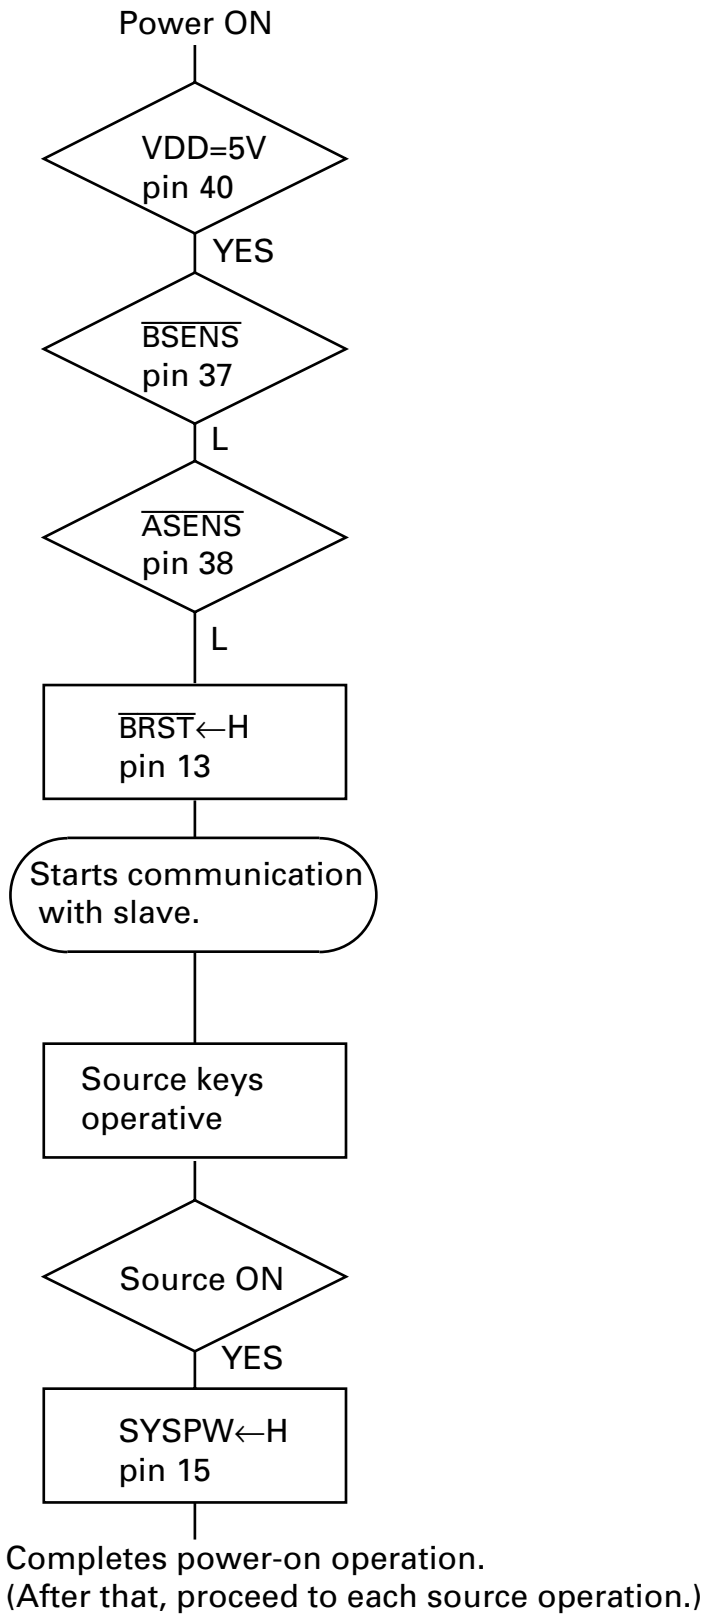 Power ON
VDD=5V
pin 40
YES
BSENS
pin 37
L
ASENS
pin 38
L
BRST←H
pin 13
Starts communication
with slave.
Source keys
operative
Source ON
YES
SYSPW←H
pin 15
Completes power-on operation.
(After that, proceed to each source operation.)